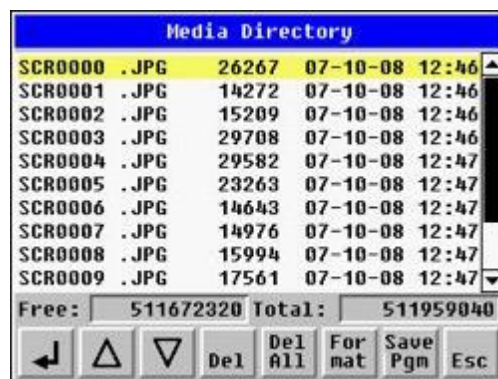 Media Directory
SCR0000 .JPG 26267 07-10-08 12:46
SCR0001 .JPG 14272 07-10-08 12:46
SCR0002 .JPG 15209 07-10-08 12:46
SCR0003 .JPG 29708 07-10-08 12:46
SCR0004 .JPG 29582 07-10-08 12:47
SCR0005 .JPG 23263 07-10-08 12:47
SCR0006 .JPG 14643 07-10-08 12:47
SCR0007 .JPG 14976 07-10-08 12:47
SCR0008 .JPG 15994 07-10-08 12:47
SCR0009 .JPG 17561 07-10-08 12:47
Free: 511672320 Total: 511959040
Del Del All For mat Save Pgm Esc